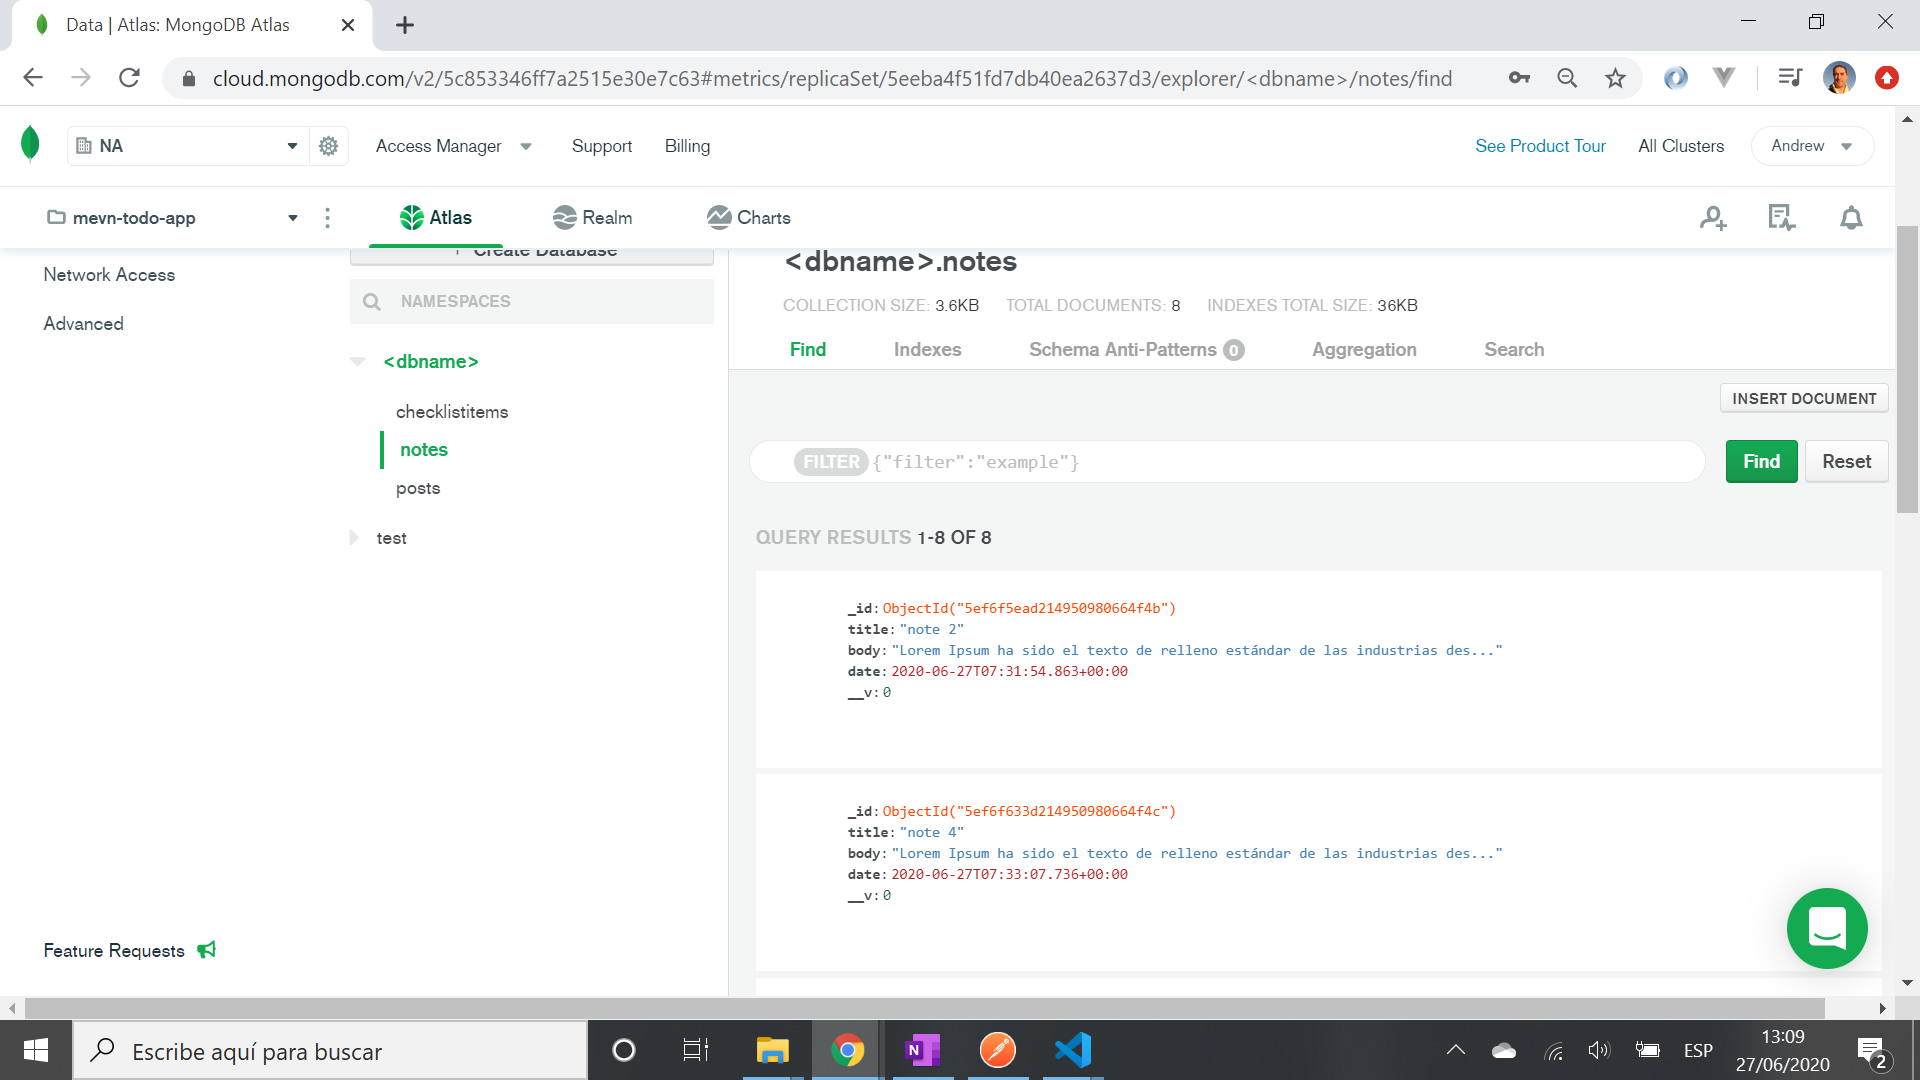 Data | Atlas: MongoDB Atlas
cloud.mongodb.com/v2/5c853346ff7a2515e30e7c63#metrics/replicaSet/5eeba4f51fd7db40ea2637d3/explorer/<dbname>/notes/find
NA
Access Manager
Support
Billing
See Product Tour
All Clusters
Andrew
mevn-todo-app
Atlas
Realm
Charts
Network Access
Advanced
Feature Requests
Create Database
NAMESPACES
<dbname>
checklistitems
notes
posts
test
<dbname>.notes
COLLECTION SIZE: 3.6KB TOTAL DOCUMENTS: 8 INDEXES TOTAL SIZE: 36KB
Find Indexes Schema Anti-Patterns 0 Aggregation Search
INSERT DOCUMENT
FILTER {"filter":"example"}
Find
Reset
QUERY RESULTS 1-8 OF 8
_id: ObjectId("5ef6f5ead214950980664f4b")
title: "note 2"
body: "Lorem Ipsum ha sido el texto de relleno estándar de las industrias des..."
date: 2020-06-27T07:31:54.863+00:00
__v: 0
_id: ObjectId("5ef6f633d214950980664f4c")
title: "note 4"
body: "Lorem Ipsum ha sido el texto de relleno estándar de las industrias des..."
date: 2020-06-27T07:33:07.736+00:00
__v: 0
Escribe aquí para buscar
N
ESP
13:09
27/06/2020
2